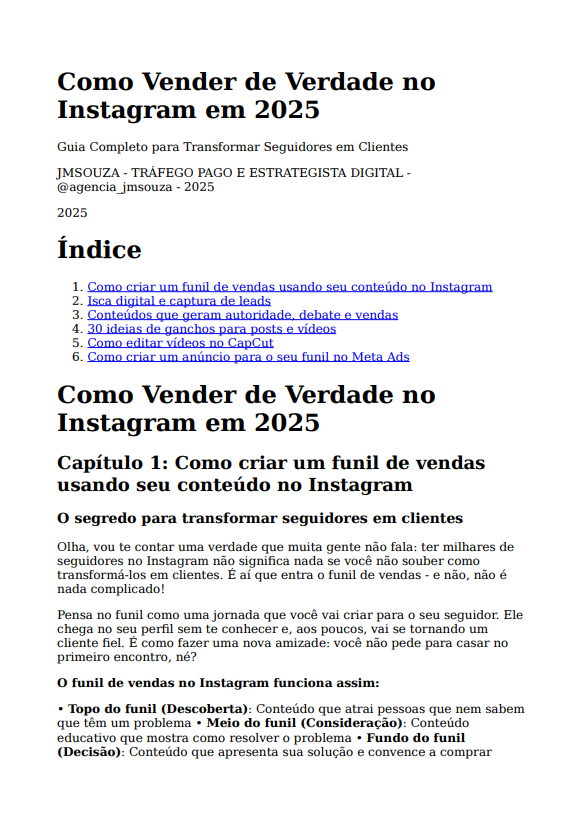 Como Vender de Verdade no
Instagram em 2025
Guia Completo para Transformar Seguidores em Clientes
JMSOUZA - TRÁFEGO PAGO E ESTRATEGISTA DIGITAL -
@agencia_jmsouza - 2025
2025
Índice
1. Como criar um funil de vendas usando seu conteúdo no Instagram
2. Isca digital e captura de leads
3. Conteúdos que geram autoridade, debate e vendas
4. 30 ideias de ganchos para posts e vídeos
5. Como editar vídeos no CapCut
6. Como criar um anúncio para o seu funil no Meta Ads
Como Vender de Verdade no
Instagram em 2025
Capítulo 1: Como criar um funil de vendas
usando seu conteúdo no Instagram
O segredo para transformar seguidores em clientes
Olha, vou te contar uma verdade que muita gente não fala: ter milhares de
seguidores no Instagram não significa nada se você não souber como
transformá-los em clientes. É aí que entra o funil de vendas - e não, não é
nada complicado!
Pensa no funil como uma jornada que você vai criar para o seu seguidor. Ele
chega no seu perfil sem te conhecer e, aos poucos, vai se tornando um
cliente fiel. É como fazer uma nova amizade: você não pede para casar no
primeiro encontro, né?
O funil de vendas no Instagram funciona assim:
• Topo do funil (Descoberta): Conteúdo que atrai pessoas que nem sabem
que têm um problema • Meio do funil (Consideração): Conteúdo
educativo que mostra como resolver o problema • Fundo do funil
(Decisão): Conteúdo que apresenta sua solução e convence a comprar